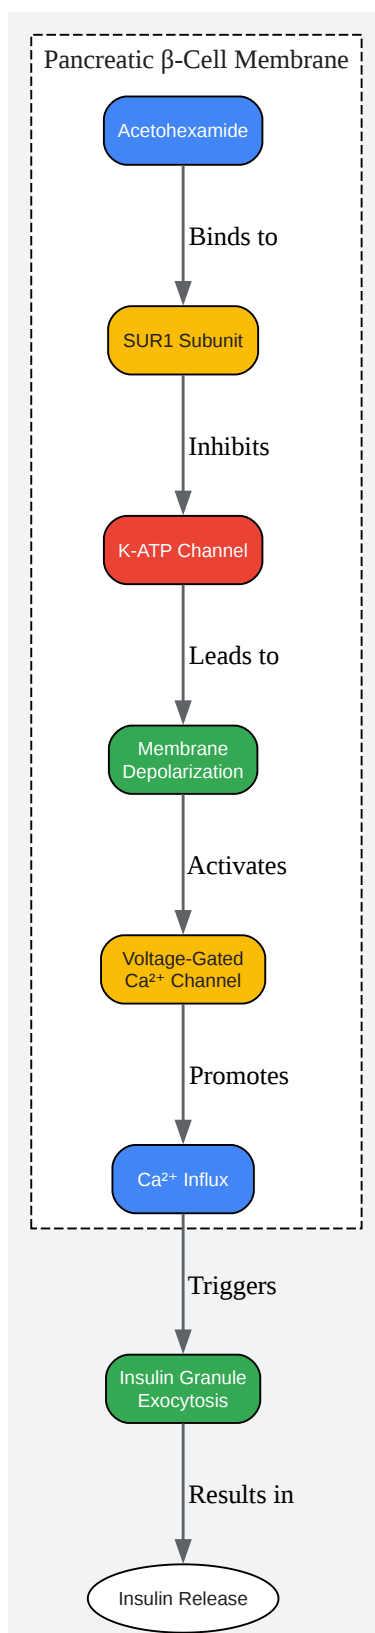 Pancreatic β-Cell Membrane
Acetohexamide
Binds to
SUR1 Subunit
Inhibits
K-ATP Channel
Leads to
Membrane
Depolarization
Activates
Voltage-Gated
Ca²⁺ Channel
Promotes
Ca²⁺ Influx
Triggers
Insulin Granule
Exocytosis
Results in
Insulin Release